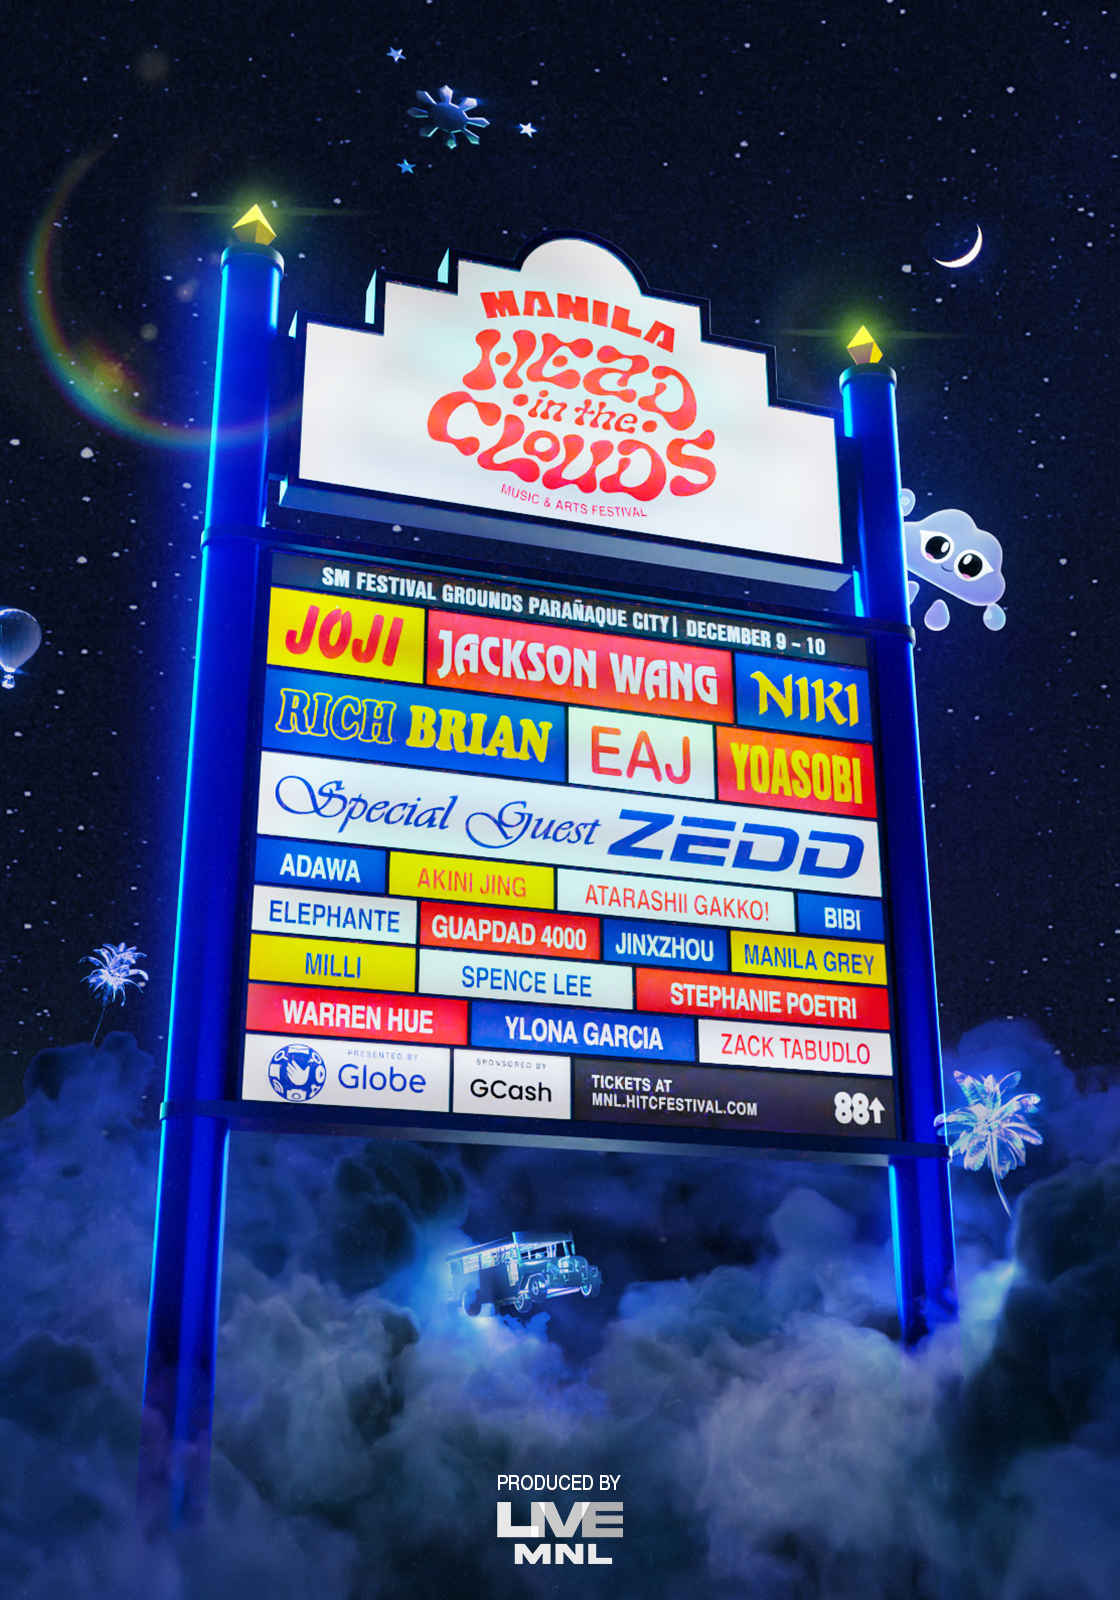 MANILA
HEAD
in the
CLOUDS
MUSIC & ARTS FESTIVAL
SM FESTIVAL GROUNDS PARAÑAQUE CITY | DECEMBER 9 - 10
JOJI JACKSON WANG NIKI
RICH BRIAN EAJ YOASOBI
Special Guest ZEDD
ADAWA AKINI JING ATARASHII GAKKO! BIBI
ELEPHANTE GUAPDAD 4000 JINXZHOU MANILA GREY
MILLI SPENCE LEE STEPHANIE POETRI
WARREN HUE YLONA GARCIA ZACK TABUDLO
PRESENTED BY
Globe
SPONSORED BY
GCash
TICKETS AT
MNL.HITCFESTIVAL.COM
88↑
PRODUCED BY
LIVE
MNL